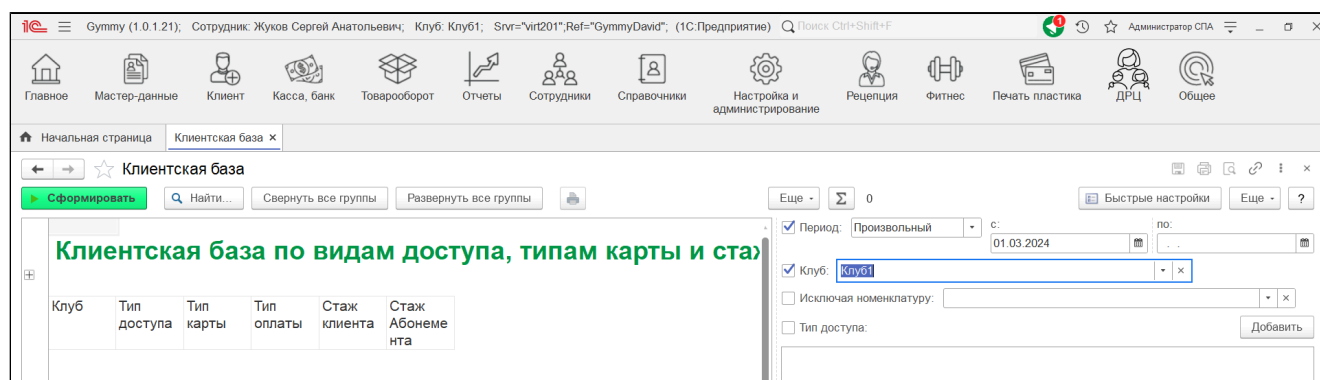 Gymmy (1.0.1.21); Сотрудник: Жуков Сергей Анатольевич; Клуб: Клуб1; Srvr="virt201";Ref="GymmyDavid"; (1С:Предприятие) Поиск Ctrl+Shift+F 1 Администратор СПА
Главное Мастер-данные Клиент Касса, банк Товарооборот Отчеты Сотрудники Справочники Настройка и администрирование Рецепция Фитнес Печать пластика ДРЦ Общее
Начальная страница Клиентская база ×
Клиентская база
Сформировать Найти... Свернуть все группы Развернуть все группы Еще Σ 0 Быстрые настройки Еще ?
Период: Произвольный с: по:
01.03.2024 . .
Клиентская база по видам доступа, типам карты и стаж
Клуб: Клуб1
Исключая номенклатуру:
Клуб Тип доступа Тип карты Тип оплаты Стаж клиента Стаж Абонеме нта
Тип доступа: Добавить